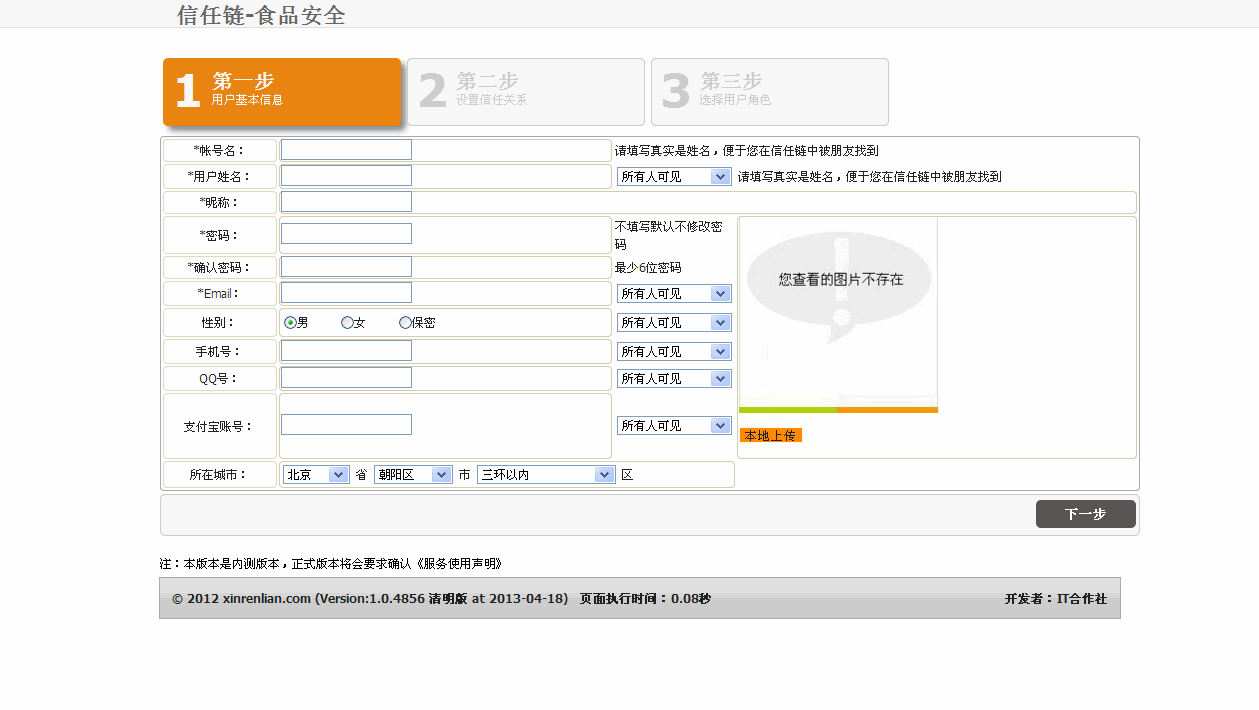 信任链-食品安全
1 第一步
用户基本信息
2 第二步
设置信任关系
3 第三步
选择用户角色
*帐号名： 请填写真实是姓名，便于您在信任链中被朋友找到
*用户姓名： 所有人可见 请填写真实是姓名，便于您在信任链中被朋友找到
*昵称：
*密码： 不填写默认不修改密
码
*确认密码： 最少6位密码
*Email： 所有人可见
您查看的图片不存在
性别： 男 女 保密 所有人可见
手机号： 所有人可见
QQ号： 所有人可见
支付宝账号： 所有人可见
本地上传
所在城市： 北京 省 朝阳区 市 三环以内 区
下一步
注：本版本是内测版本，正式版本将会要求确认《服务使用声明》
© 2012 xinrenlian.com (Version:1.0.4856 清明版 at 2013-04-18) 页面执行时间：0.08秒 开发者：IT合作社